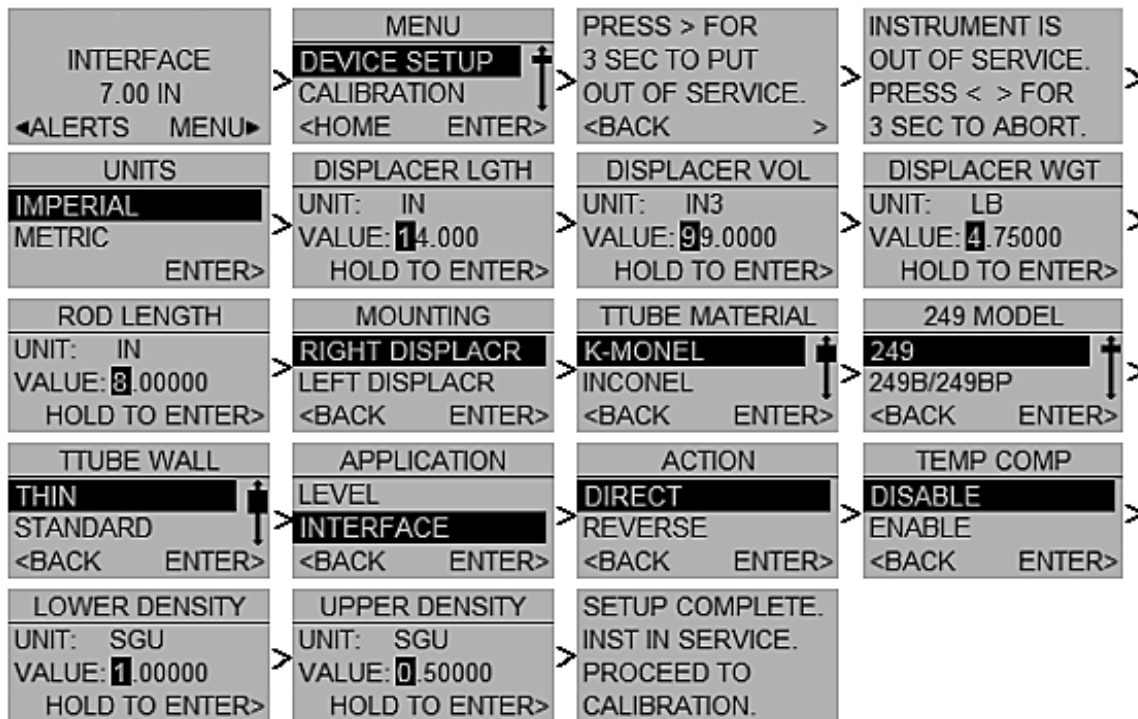 INTERFACE
7.00 IN
◄ALERTS MENU►
>
MENU
DEVICE SETUP
CALIBRATION
<HOME ENTER>
>
PRESS > FOR
3 SEC TO PUT
OUT OF SERVICE.
<BACK >
>
INSTRUMENT IS
OUT OF SERVICE.
PRESS < > FOR
3 SEC TO ABORT.
>
UNITS
IMPERIAL
METRIC
ENTER>
>
DISPLACER LGTH
UNIT: IN
VALUE: 14.000
HOLD TO ENTER>
>
DISPLACER VOL
UNIT: IN3
VALUE: 99.0000
HOLD TO ENTER>
>
DISPLACER WGT
UNIT: LB
VALUE: 4.75000
HOLD TO ENTER>
>
ROD LENGTH
UNIT: IN
VALUE: 8.00000
HOLD TO ENTER>
>
MOUNTING
RIGHT DISPLACR
LEFT DISPLACR
<BACK ENTER>
>
TTUBE MATERIAL
K-MONEL
INCONEL
<BACK ENTER>
>
249 MODEL
249
249B/249BP
<BACK ENTER>
>
TTUBE WALL
THIN
STANDARD
<BACK ENTER>
>
APPLICATION
LEVEL
INTERFACE
<BACK ENTER>
>
ACTION
DIRECT
REVERSE
<BACK ENTER>
>
TEMP COMP
DISABLE
ENABLE
<BACK ENTER>
>
LOWER DENSITY
UNIT: SGU
VALUE: 1.00000
HOLD TO ENTER>
>
UPPER DENSITY
UNIT: SGU
VALUE: 0.50000
HOLD TO ENTER>
>
SETUP COMPLETE.
INST IN SERVICE.
PROCEED TO
CALIBRATION.